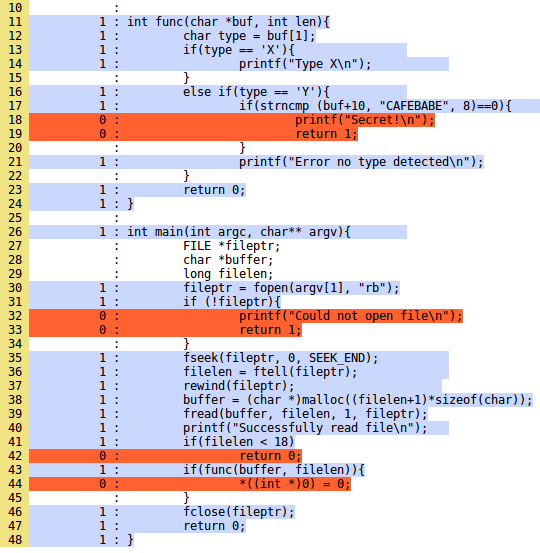 10 :
11 1 : int func(char *buf, int len){
12 1 : char type = buf[1];
13 1 : if(type == 'X'){
14 1 : printf("Type X\n");
15 1 : }
16 1 : else if(type == 'Y'){
17 1 : if(strncmp (buf+10, "CAFEBABE", 8)==0){
18 0 : printf("Secret!\n");
19 0 : return 1;
20 : }
21 1 : printf("Error no type detected\n");
22 : }
23 1 : return 0;
24 1 : }
25 :
26 1 : int main(int argc, char** argv){
27 : FILE *fileptr;
28 : char *buffer;
29 : long filelen;
30 1 : fileptr = fopen(argv[1], "rb");
31 1 : if (!fileptr){
32 0 : printf("Could not open file\n");
33 0 : return 1;
34 : }
35 1 : fseek(fileptr, 0, SEEK_END);
36 1 : filelen = ftell(fileptr);
37 1 : rewind(fileptr);
38 1 : buffer = (char *)malloc((filelen+1)*sizeof(char));
39 1 : fread(buffer, filelen, 1, fileptr);
40 1 : printf("Successfully read file\n");
41 1 : if(filelen < 18)
42 0 : return 0;
43 1 : if(func(buffer, filelen)){
44 0 : *((int *)0) = 0;
45 : }
46 1 : fclose(fileptr);
47 1 : return 0;
48 1 : }